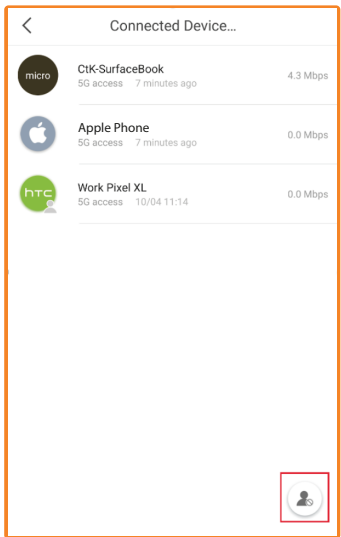 Connected Device...
micro
CtK-SurfaceBook
5G access 7 minutes ago
4.3 Mbps
Apple Phone
5G access 7 minutes ago
0.0 Mbps
hTC
Work Pixel XL
5G access 10/04 11:14
0.0 Mbps